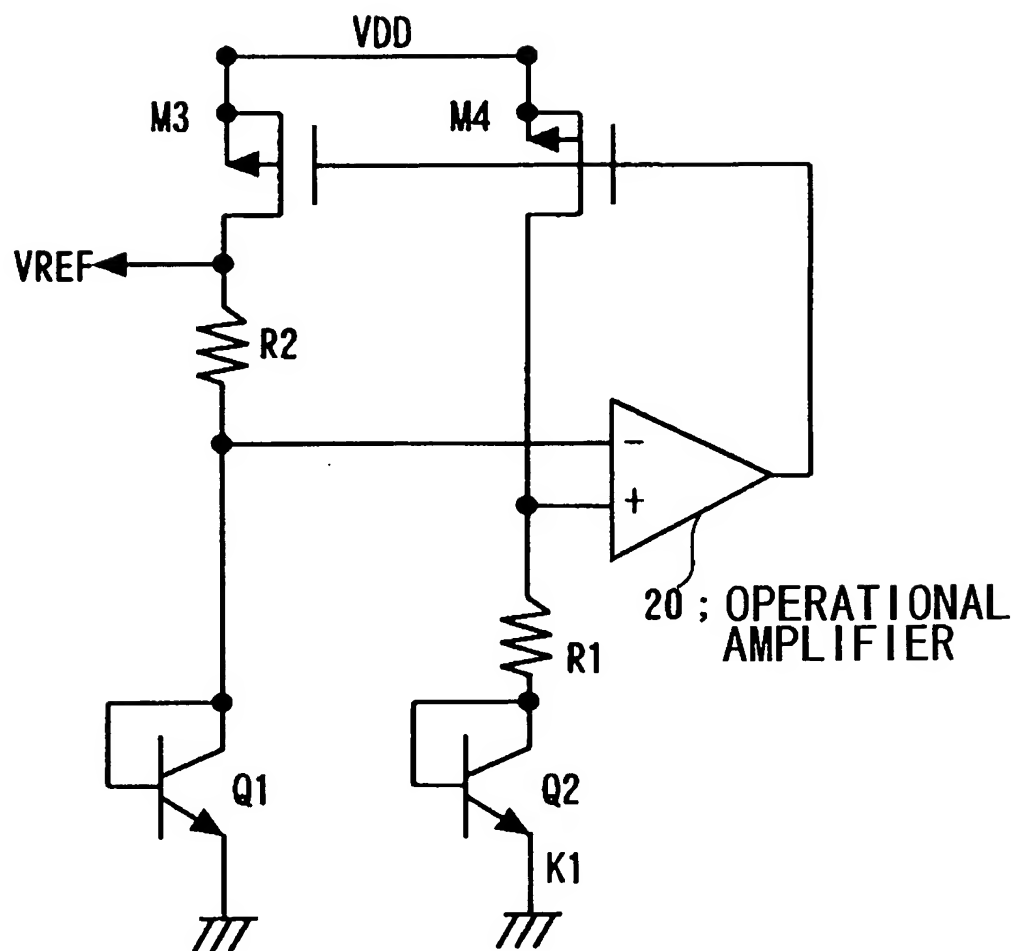 VDD
M3
M4
VREF
R2
-
+
20 ; OPERATIONAL
AMPLIFIER
R1
Q1
Q2
K1